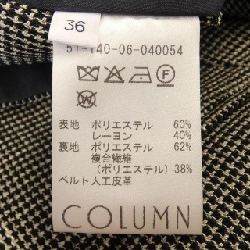 36
51-140-06-040054
表地 ポリエステル 60%
レーヨン 40%
裏地 ポリエステル 62%
複合繊維
(ポリエステル) 38%
ベルト 人工皮革
COLUMN